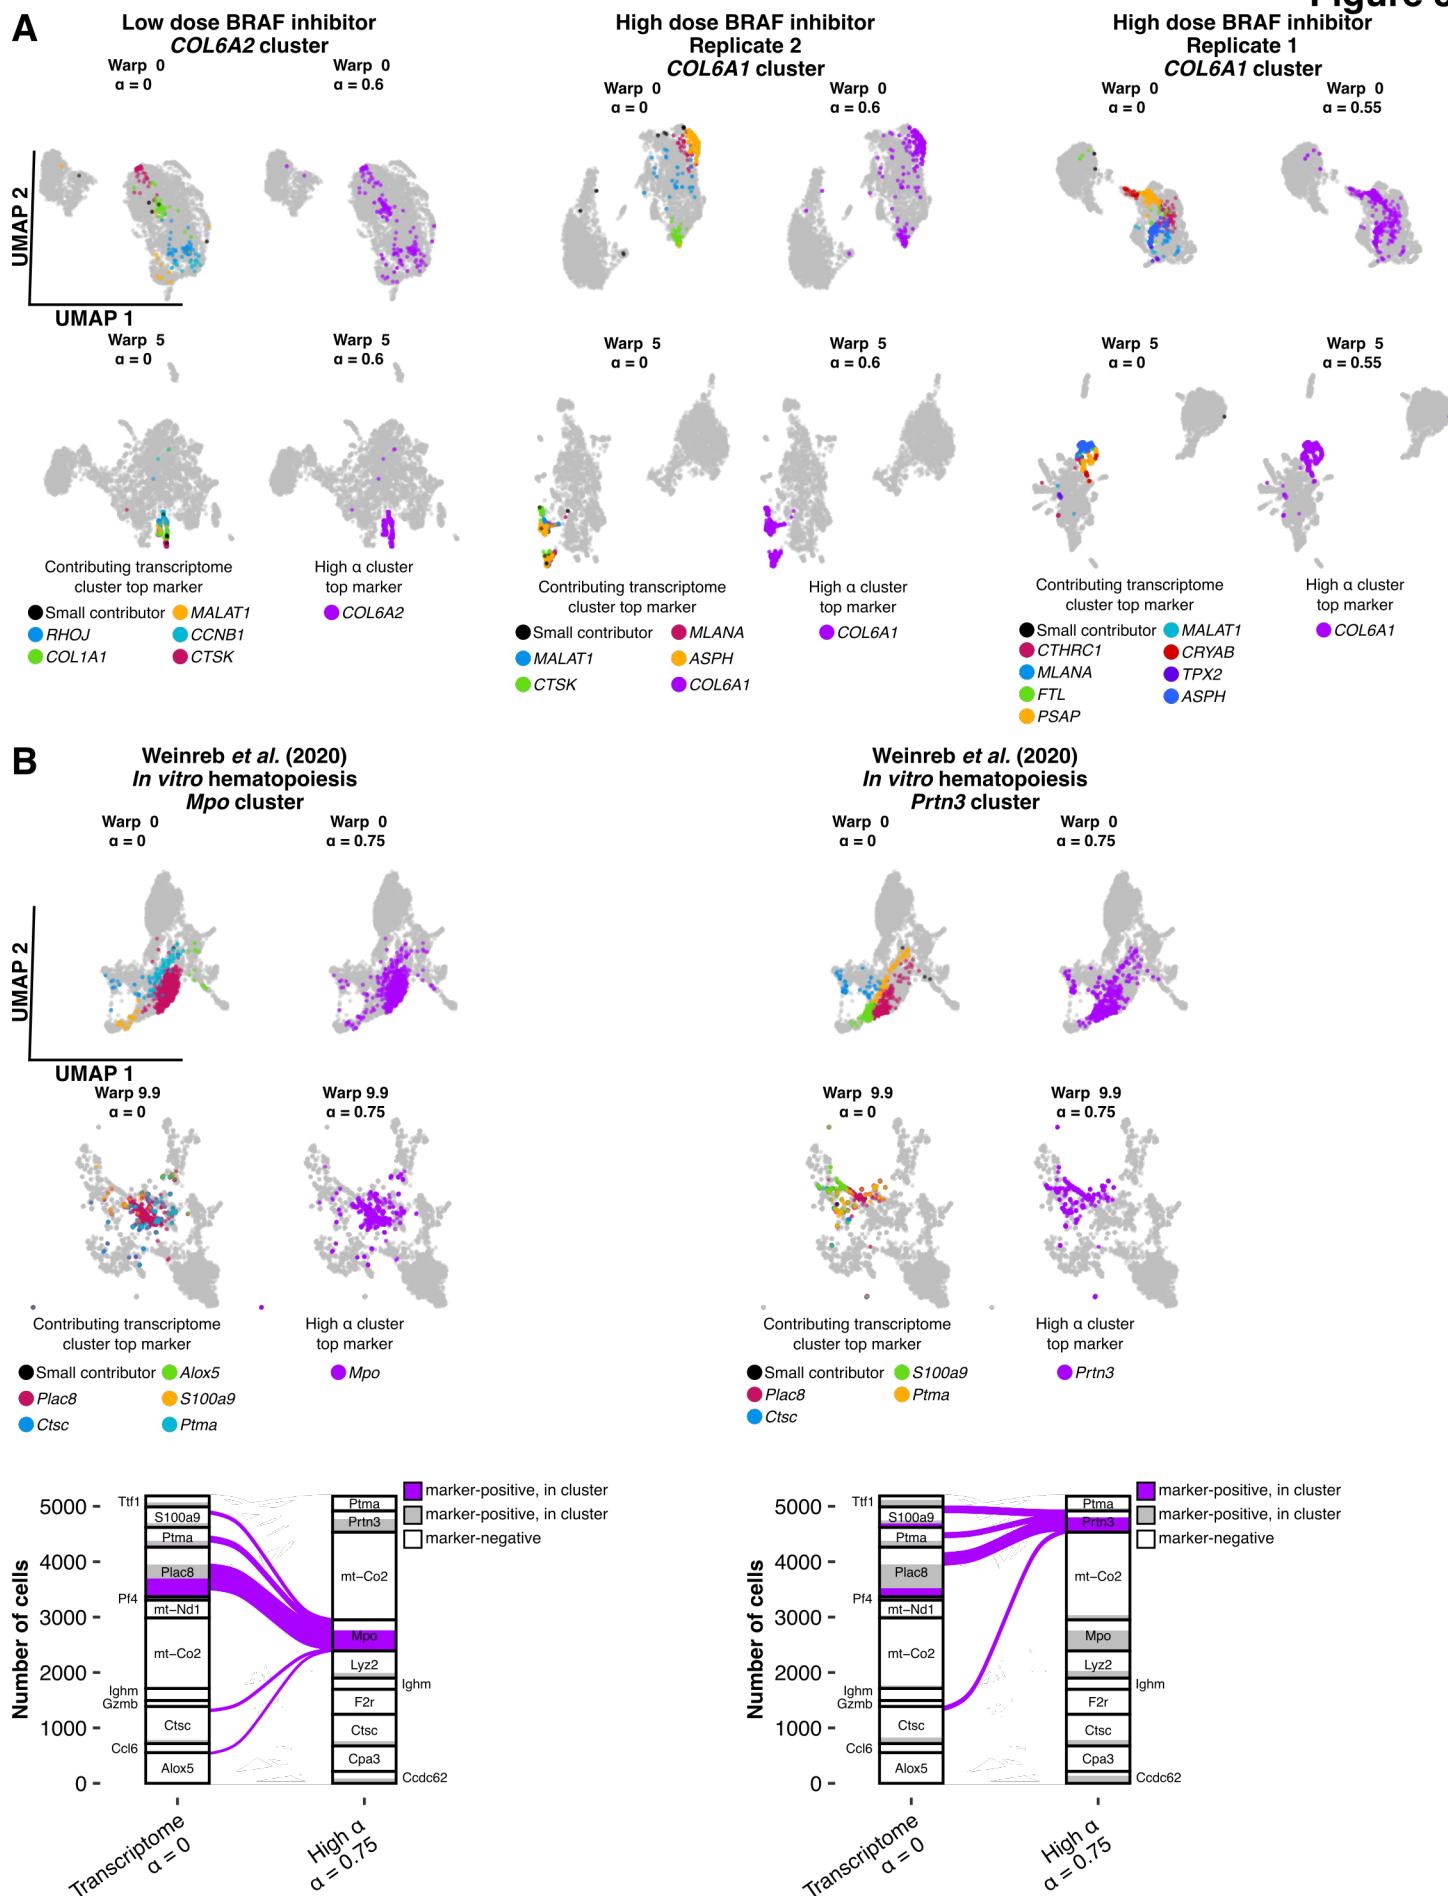 Figure
A
Low dose BRAF inhibitor
COL6A2 cluster
Warp 0
α = 0
Warp 0
α = 0.6
High dose BRAF inhibitor
Replicate 2
COL6A1 cluster
Warp 0
α = 0
Warp 0
α = 0.6
High dose BRAF inhibitor
Replicate 1
COL6A1 cluster
Warp 0
α = 0
Warp 0
α = 0.55
UMAP 2
UMAP 1
Warp 5
α = 0
Warp 5
α = 0.6
Warp 5
α = 0
Warp 5
α = 0.6
Warp 5
α = 0
Warp 5
α = 0.55
Contributing transcriptome
cluster top marker
Small contributor
MALAT1
RHOJ
CCNB1
COL1A1
CTSK
High α cluster
top marker
COL6A2
Contributing transcriptome
cluster top marker
Small contributor
MLANA
MALAT1
ASPH
CTSK
COL6A1
High α cluster
top marker
COL6A1
Contributing transcriptome
cluster top marker
Small contributor
MALAT1
CTHRC1
CRYAB
MLANA
TPX2
FTL
ASPH
PSAP
High α cluster
top marker
COL6A1
B
Weinreb et al. (2020)
In vitro hematopoiesis
Mpo cluster
Warp 0
α = 0
Warp 0
α = 0.75
Weinreb et al. (2020)
In vitro hematopoiesis
Prtn3 cluster
Warp 0
α = 0
Warp 0
α = 0.75
UMAP 2
UMAP 1
Warp 9.9
α = 0
Warp 9.9
α = 0.75
Warp 9.9
α = 0
Warp 9.9
α = 0.75
Contributing transcriptome
cluster top marker
Small contributor
Alox5
Plac8
S100a9
Ctsc
Ptma
High α cluster
top marker
Mpo
Contributing transcriptome
cluster top marker
Small contributor
S100a9
Plac8
Ptma
Ctsc
High α cluster
top marker
Prtn3
Number of cells
5000
4000
3000
2000
1000
0
Ttf1
S100a9
Ptma
Plac8
Pf4
mt−Nd1
mt−Co2
Ighm
Gzmb
Ctsc
Ccl6
Alox5
Ptma
Prtn3
mt−Co2
Mpo
Lyz2
Ighm
F2r
Ctsc
Cpa3
Ccdc62
marker-positive, in cluster
marker-positive, in cluster
marker-negative
Transcriptome
α = 0
High α
α = 0.75
Number of cells
5000
4000
3000
2000
1000
0
Ttf1
S100a9
Ptma
Plac8
Pf4
mt−Nd1
mt−Co2
Ighm
Gzmb
Ctsc
Ccl6
Alox5
Ptma
Prtn3
mt−Co2
Mpo
Lyz2
Ighm
F2r
Ctsc
Cpa3
Ccdc62
marker-positive, in cluster
marker-positive, in cluster
marker-negative
Transcriptome
α = 0
High α
α = 0.75